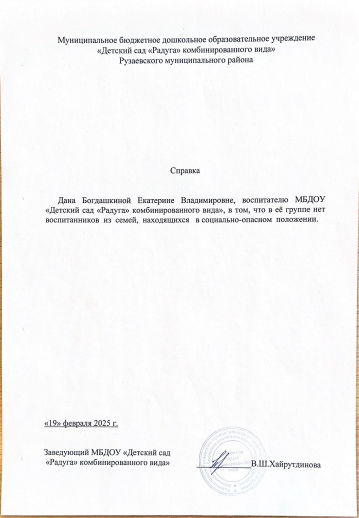 Муниципальное бюджетное дошкольное образовательное учреждение
«Детский сад «Радуга» комбинированного вида»
Рузаевского муниципального района
Справка
Дана Богдашкиной Екатерине Владимировне, воспитателю МБДОУ
«Детский сад «Радуга» комбинированного вида», в том, что в её группе нет
воспитанников из семей, находящихся в социально-опасном положении.
«19» февраля 2025 г.
Заведующий МБДОУ «Детский сад
«Радуга» комбинированного вида»
В.Ш.Хайрутдинова